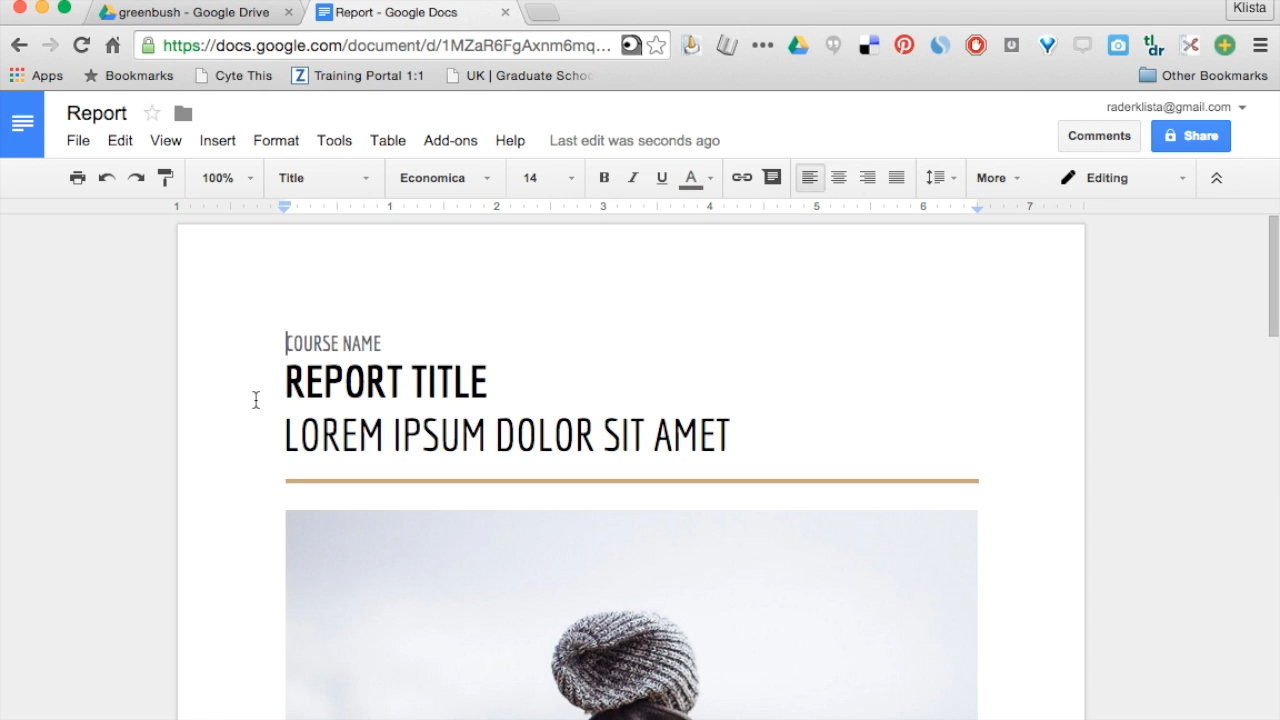 greenbush - Google Drive
Report - Google Docs
Klista
https://docs.google.com/document/d/1MZaR6FgAxnm6mq...
tl;dr
Apps
Bookmarks
Cyte This
Training Portal 1:1
UK | Graduate Schoo
Other Bookmarks
Report
raderklista@gmail.com
File Edit View Insert Format Tools Table Add-ons Help Last edit was seconds ago
Comments
Share
100% Title Economica 14 B I U A More Editing
1 1 2 3 4 5 6 7
COURSE NAME
REPORT TITLE
LOREM IPSUM DOLOR SIT AMET